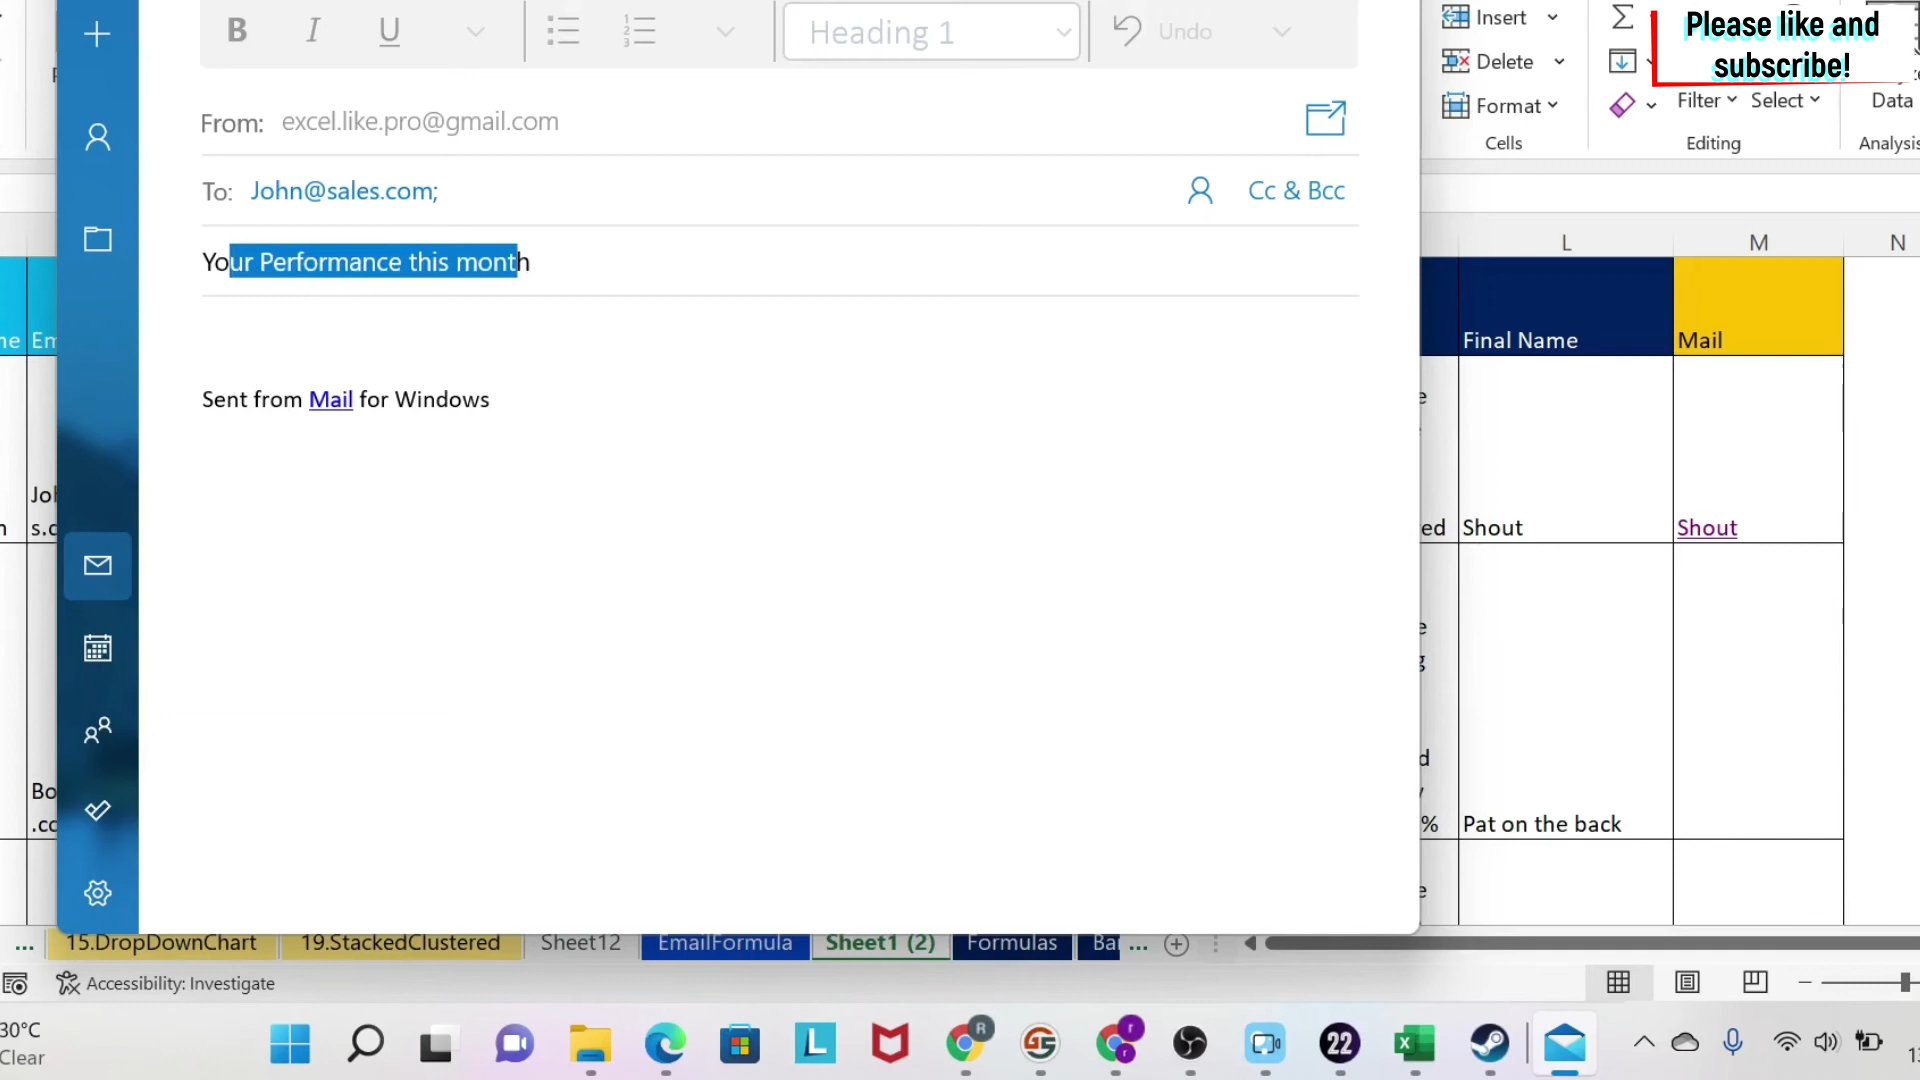 Heading 1
Undo
Insert
Delete
Format
Cells
Filter
Select
Editing
Data
Analysis
Please like and
subscribe!
From: excel.like.pro@gmail.com
To: John@sales.com;
Cc & Bcc
Your Performance this month
Sent from Mail for Windows
L
M
N
Final Name
Mail
Shout
Shout
s.c
Pat on the back
%
15.DropDownChart
19.StackedClustered
Sheet12
EmailFormula
Sheet1 (2)
Formulas
...
Accessibility: Investigate
30°C
Clear
R
r
r
22